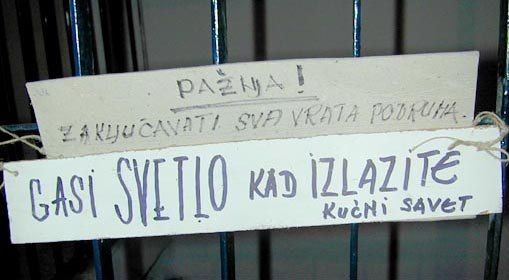 PAŽNJA!
ZAKLJUČAVATI SVA VRATA PODRUMA.
GASI SVETLO KAD IZLAZITE
KUĆNI SAVET